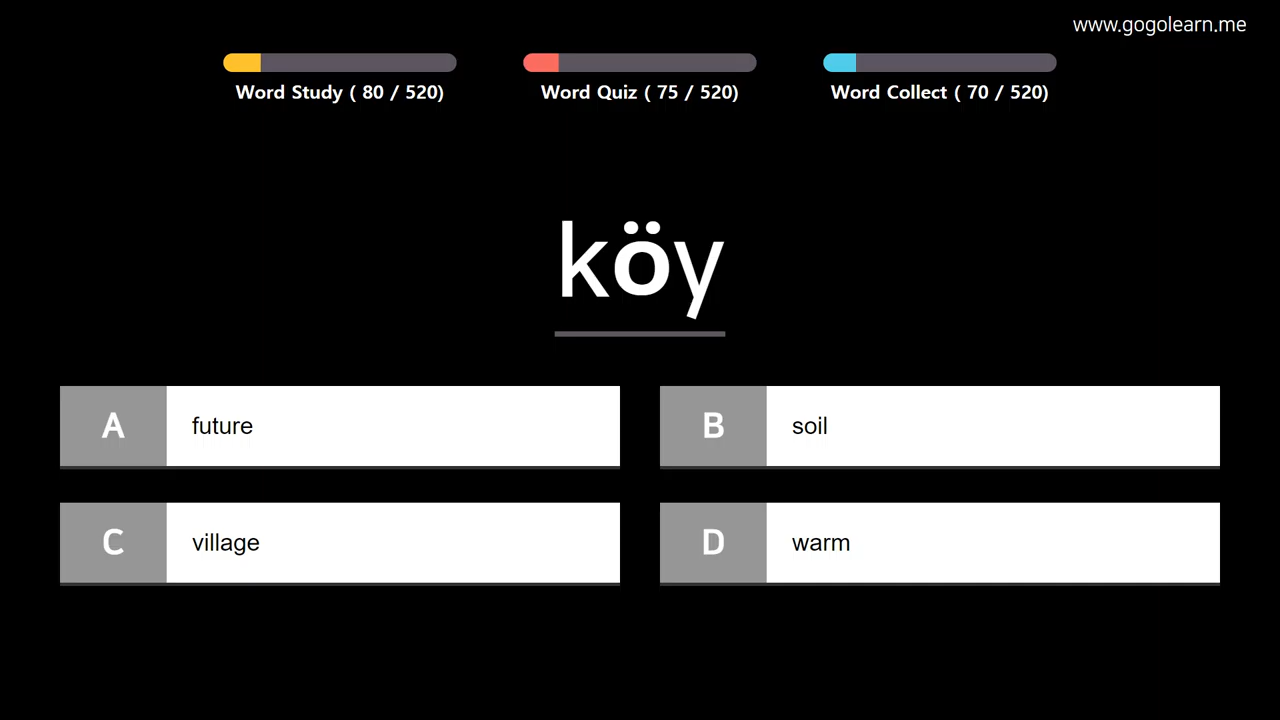 www.gogolearn.me
Word Study ( 80 / 520)
Word Quiz ( 75 / 520)
Word Collect ( 70 / 520)
köy
A future
B soil
C village
D warm